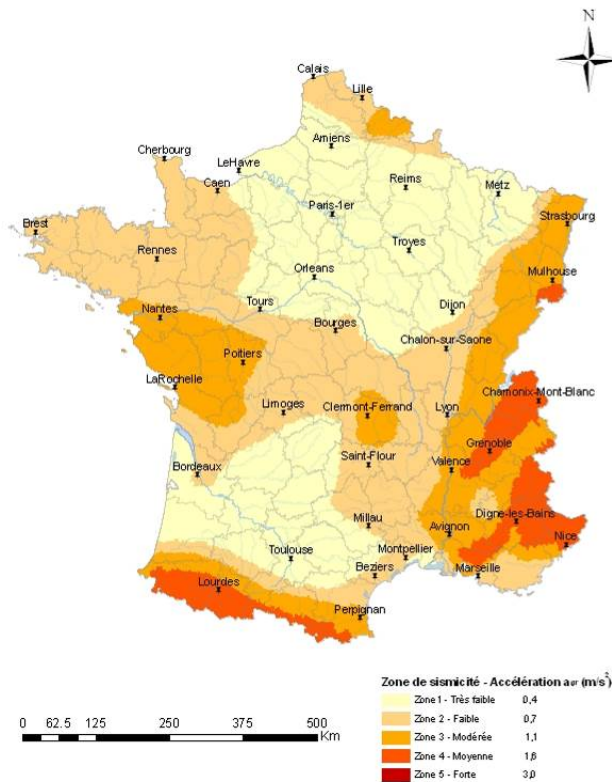 N
Calais
Lille
Amiens
Cherbourg
LeHavre
Caen
Reims
Metz
Paris-1er
Strasbourg
Brest
Rennes
Troyes
Orleans
Mulhouse
Nantes
Tours
Dijon
Bourges
Chalon-sur-Saone
Poitiers
LaRochelle
Chamonix-Mont-Blanc
Limoges
Clermont-Ferrand
Lyon
Grenoble
Saint-Flour
Valence
Bordeaux
Digne-les-Bains
Millau
Avignon
Nice
Toulouse
Montpellier
Beziers
Marseille
Lourdes
Perpignan
Zone de sismicité - Accélération agr (m/s²)
Zone 1 - Très faible 0,4
Zone 2 - Faible 0,7
Zone 3 - Modérée 1,1
Zone 4 - Moyenne 1,6
Zone 5 - Forte 3,0
0 62.5 125 250 375 500
Km